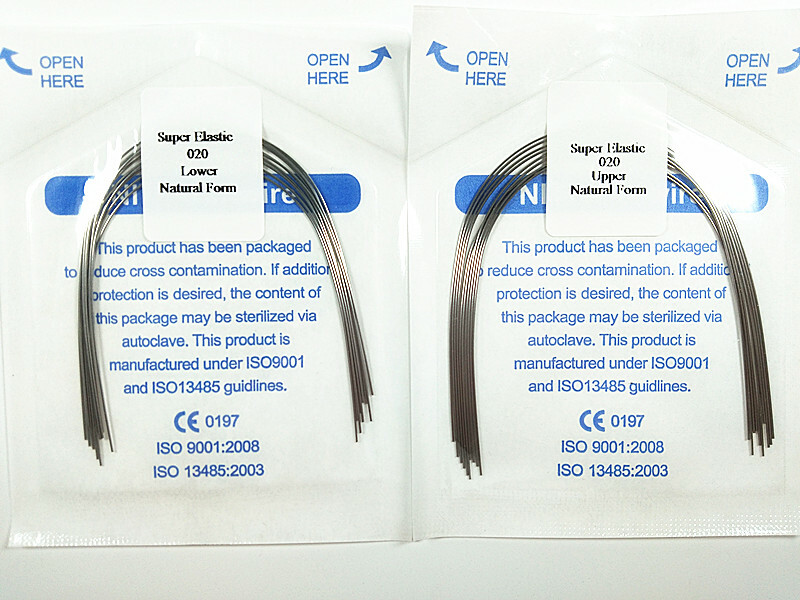 OPEN
HERE
OPEN
HERE
Super Elastic
020
Lower
Natural Form
This product has been packaged
cross contamination. If
protection is desired, the content of
this package may be sterilized via
autoclave. This product is
manufactured under ISO9001
and ISO13485 guidlines.
CE 0197
ISO 9001:2008
ISO 13485:2003
OPEN
HERE
OPEN
HERE
Super Elastic
020
Upper
Natural Form
This product has been packaged
reduce cross contamination. If
protection is desired, the content of
this package may be sterilized via
autoclave. This product is
manufactured under ISO9001
and ISO13485 guidlines.
CE 0197
ISO 9001:2008
ISO 13485:2003